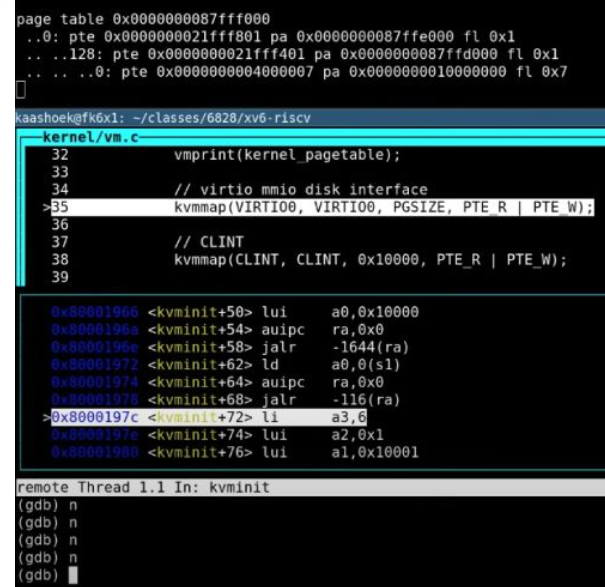 page table 0x0000000087fff000
..0: pte 0x0000000021fff801 pa 0x0000000087ffe000 fl 0x1
.. ..128: pte 0x0000000021fff401 pa 0x0000000087ffd000 fl 0x1
.. .. ..0: pte 0x0000000004000007 pa 0x0000000010000000 fl 0x7
kaashoek@fk6x1: ~/classes/6828/xv6-riscv
kernel/vm.c
32 vmprint(kernel_pagetable);
33
34 // virtio mmio disk interface
>35 kvmmap(VIRTIO0, VIRTIO0, PGSIZE, PTE_R | PTE_W);
36
37 // CLINT
38 kvmmap(CLINT, CLINT, 0x10000, PTE_R | PTE_W);
39
0x80001966 <kvminit+50> lui a0,0x10000
0x8000196a <kvminit+54> auipc ra,0x0
0x8000196e <kvminit+58> jalr -1644(ra)
0x80001972 <kvminit+62> ld a0,0(s1)
0x80001974 <kvminit+64> auipc ra,0x0
0x80001978 <kvminit+68> jalr -116(ra)
>0x8000197c <kvminit+72> li a3,6
0x8000197e <kvminit+74> lui a2,0x1
0x80001980 <kvminit+76> lui a1,0x10001
remote Thread 1.1 In: kvminit
(gdb) n
(gdb) n
(gdb) n
(gdb) n
(gdb)